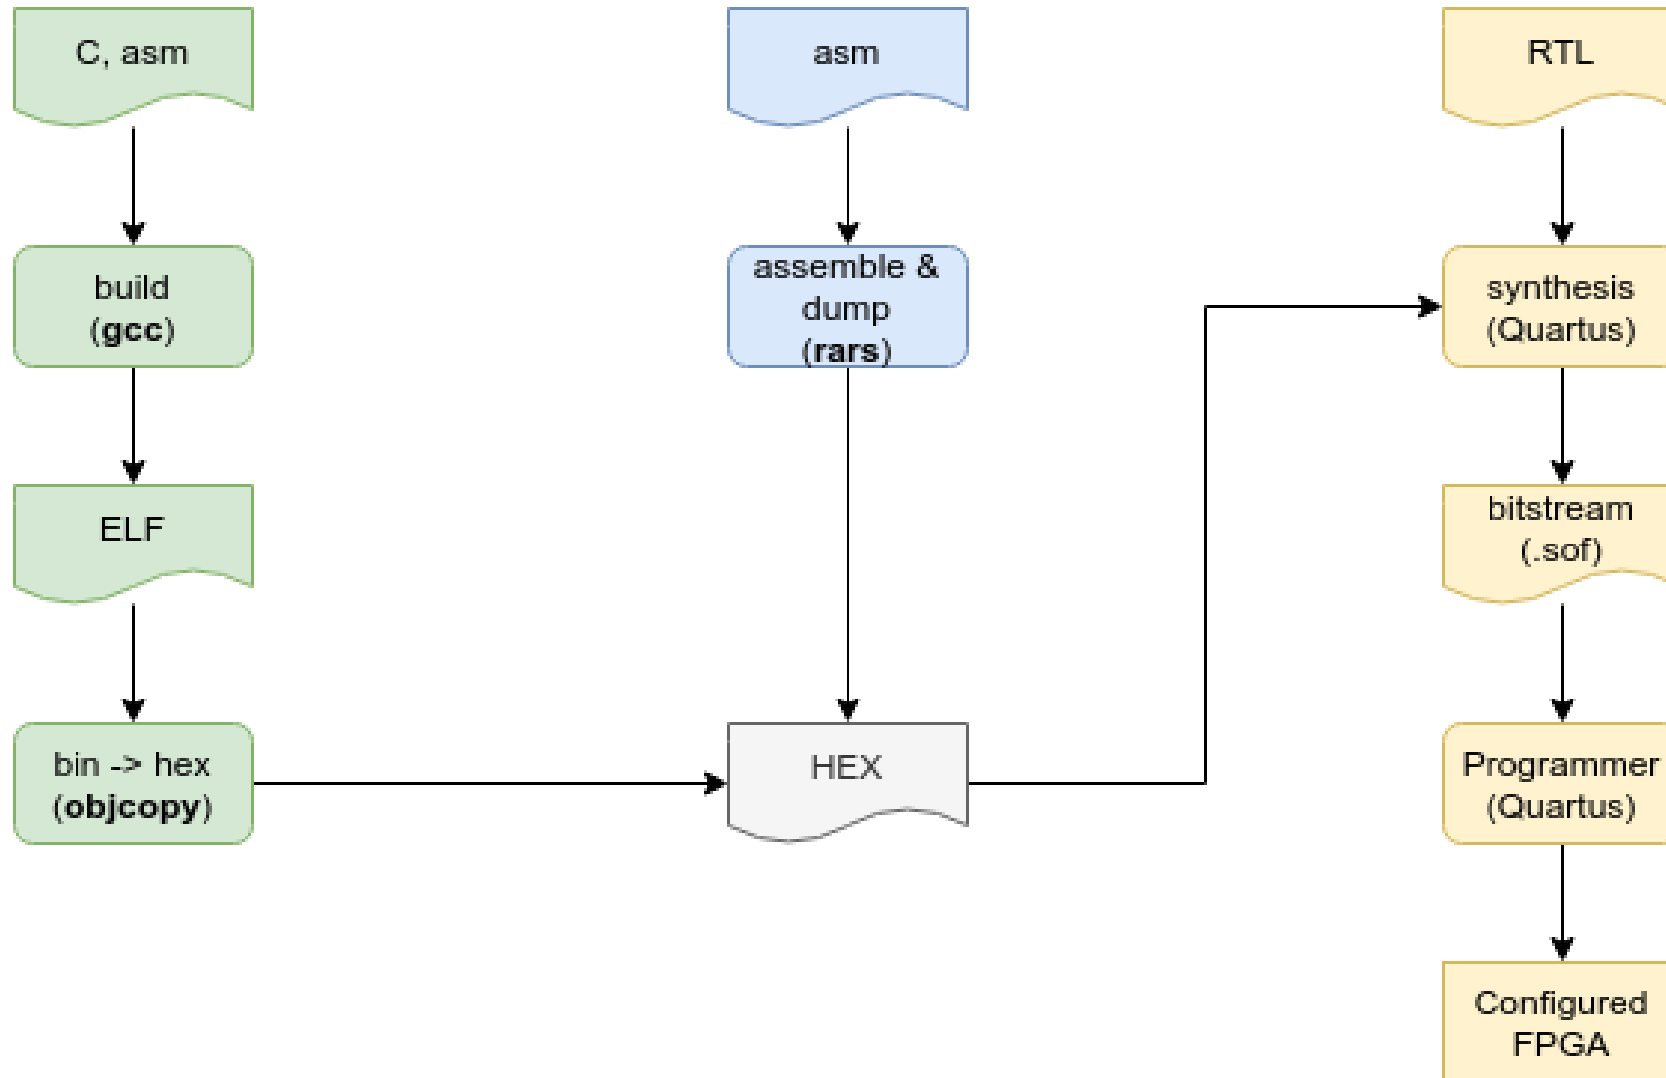 C, asm
build
(gcc)
ELF
bin -> hex
(objcopy)
asm
assemble &
dump
(rars)
HEX
RTL
synthesis
(Quartus)
bitstream
(.sof)
Programmer
(Quartus)
Configured
FPGA